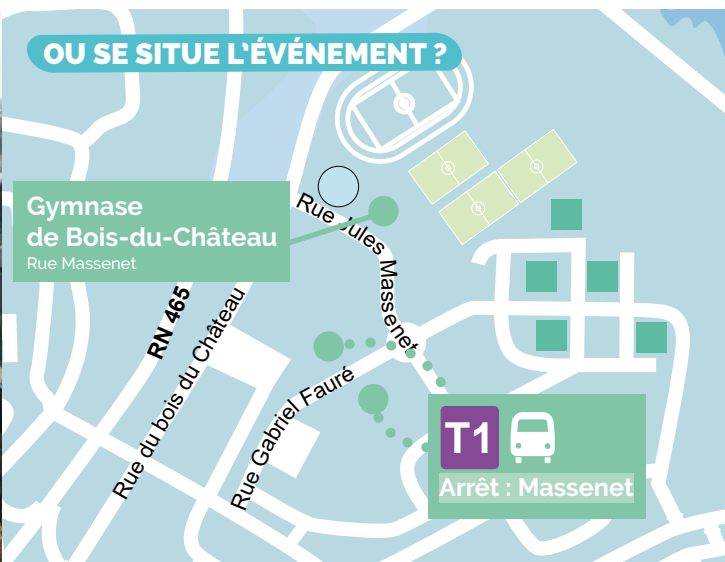 OU SE SITUE L'ÉVÉNEMENT ?
Gymnase
de Bois-du-Château
Rue Massenet
Rue Jules Massenet
RN 465
Rue du bois du Château
Rue Gabriel Fauré
T1
Arrêt : Massenet